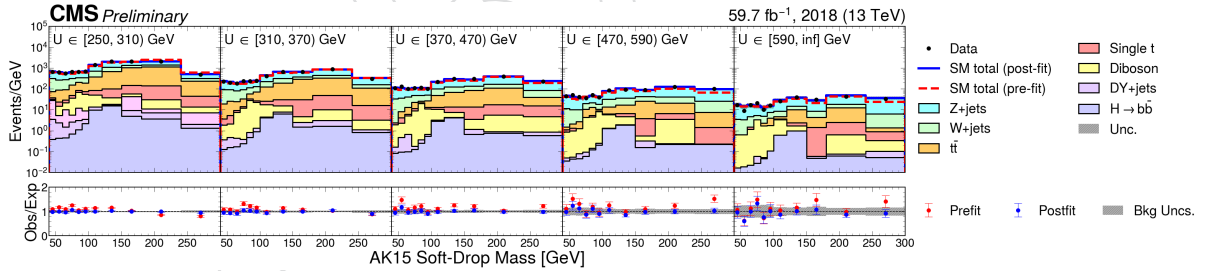 CMS Preliminary
59.7 fb⁻¹, 2018 (13 TeV)
Events/GeV
10⁵
10⁴
10³
10²
10
1
10⁻¹
10⁻²
U ∈ [250, 310) GeV
U ∈ [310, 370) GeV
U ∈ [370, 470) GeV
U ∈ [470, 590) GeV
U ∈ [590, inf] GeV
Data
SM total (post-fit)
SM total (pre-fit)
Z+jets
W+jets
tt̄
Single t
Diboson
DY+jets
H → bb̄
Unc.
Obs/Exp
2
1
0
50 100 150 200 250
50 100 150 200 250
50 100 150 200 250
50 100 150 200 250
50 100 150 200 250 300
AK15 Soft-Drop Mass [GeV]
Prefit
Postfit
Bkg Uncs.